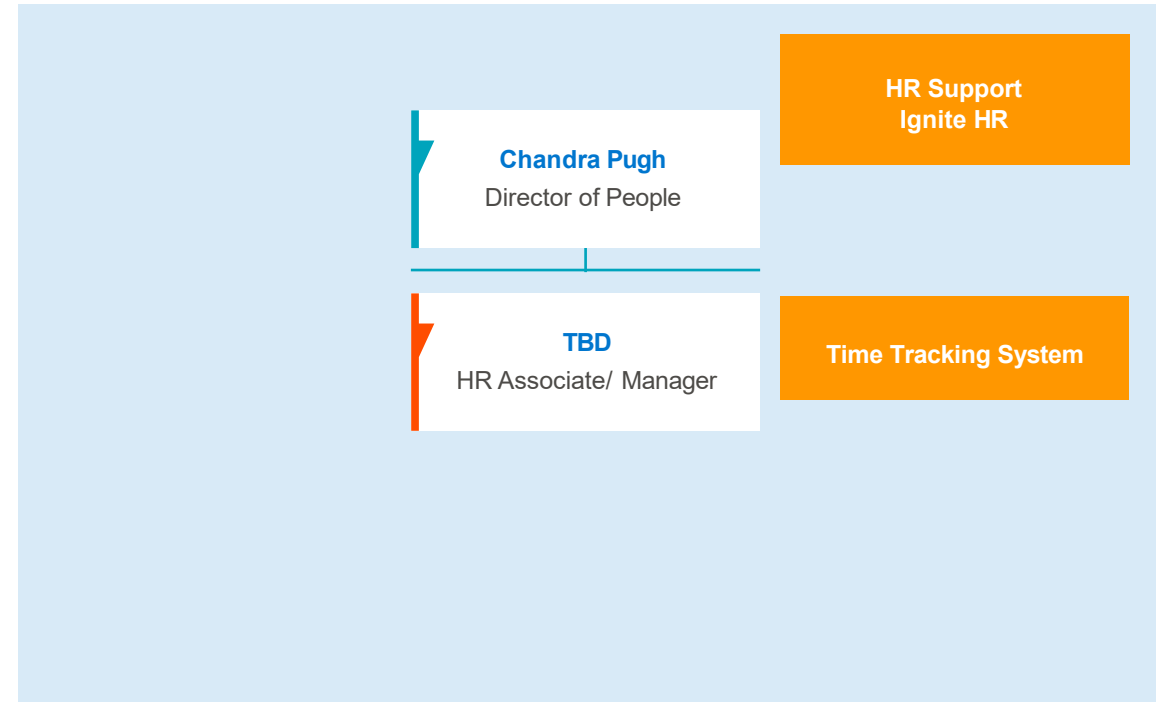 HR Support
Ignite HR
Chandra Pugh
Director of People
TBD
HR Associate/ Manager
Time Tracking System